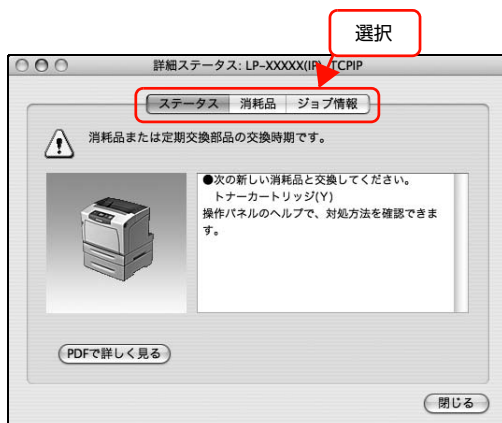 選択
詳細ステータス: LP-XXXXX(IP) TCPIP
ステータス 消耗品 ジョブ情報
消耗品または定期交換部品の交換時期です。
●次の新しい消耗品と交換してください。
トナーカートリッジ(Y)
操作パネルのヘルプで、対処方法を確認できま
す。
PDFで詳しく見る
閉じる